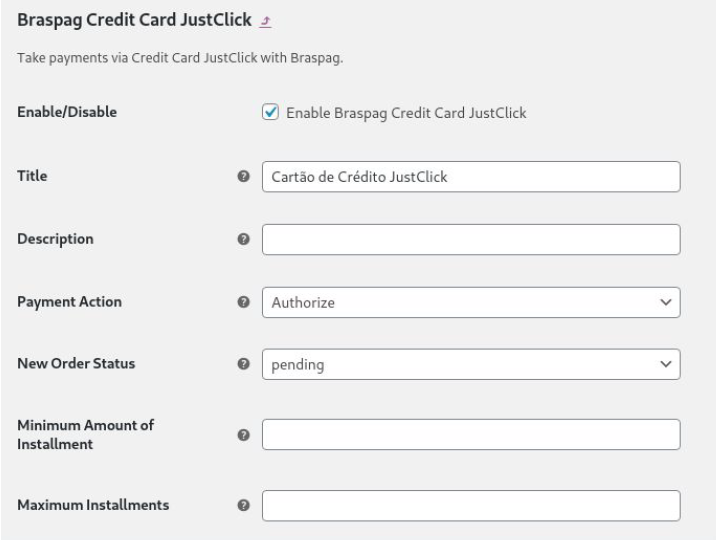 Braspag Credit Card JustClick
Take payments via Credit Card JustClick with Braspag.
Enable/Disable
Enable Braspag Credit Card JustClick
Title
Cartão de Crédito JustClick
Description
Payment Action
Authorize
New Order Status
pending
Minimum Amount of
Installment
Maximum Installments